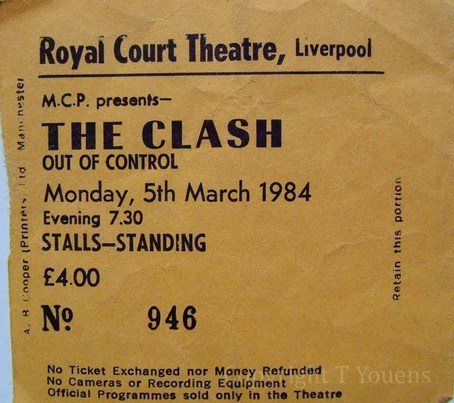 Royal Court Theatre, Liverpool
M.C.P. presents—
THE CLASH
OUT OF CONTROL
Monday, 5th March 1984
Evening 7.30
STALLS—STANDING
£4.00
Nº 946
No Ticket Exchanged nor Money Refunded
No Cameras or Recording Equipment
Official Programmes sold only in the Theatre
A. B. Cooper (Printers) Ltd Manchester
Retain this portion
T Youens